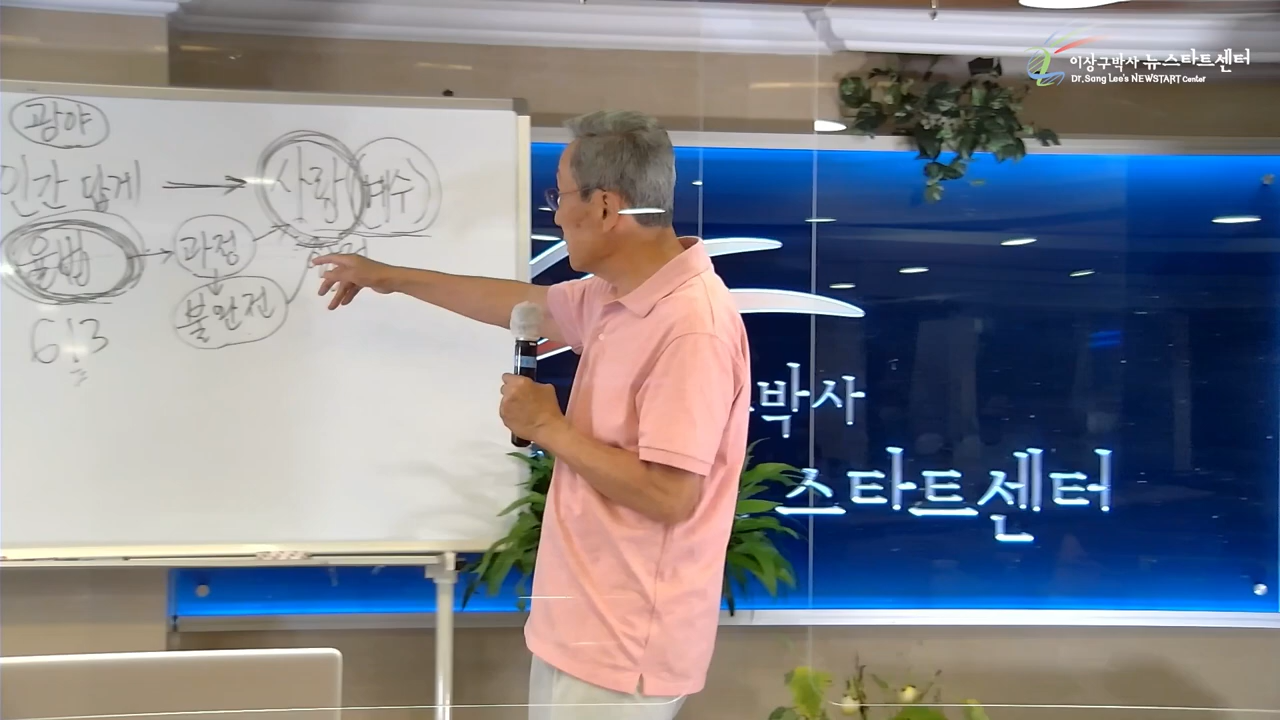 이상구박사 뉴스타트센터
Dr. Sang Lee's NEWSTART Center
광야
인간 답게 → 사랑 예수
율법 → 과정
불완전
613
박사
스타트센터